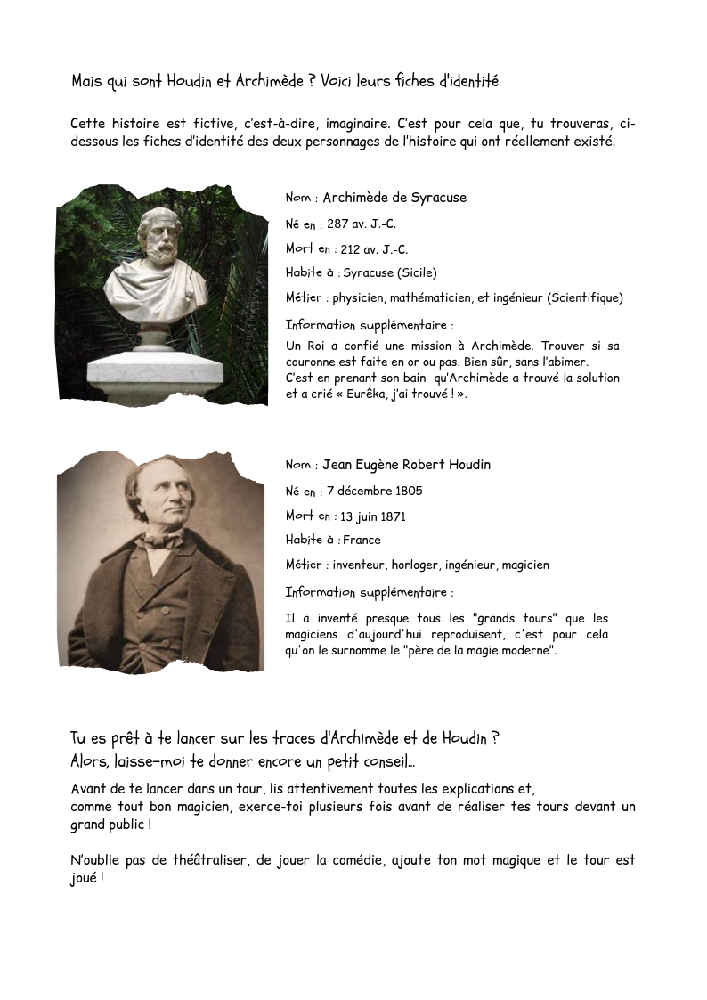 Mais qui sont Houdin et Archimède ? Voici leurs fiches d'identité
Cette histoire est fictive, c'est-à-dire, imaginaire. C'est pour cela que, tu trouveras, ci-
dessous les fiches d'identité des deux personnages de l'histoire qui ont réellement existé.
Nom : Archimède de Syracuse
Né en : 287 av. J.-C.
Mort en : 212 av. J.-C.
Habite à : Syracuse (Sicile)
Métier : physicien, mathématicien, et ingénieur (Scientifique)
Information supplémentaire :
Un Roi a confié une mission à Archimède. Trouver si sa
couronne est faite en or ou pas. Bien sûr, sans l'abimer.
C'est en prenant son bain qu'Archimède a trouvé la solution
et a crié « Eurêka, j'ai trouvé ! ».
Nom : Jean Eugène Robert Houdin
Né en : 7 décembre 1805
Mort en : 13 juin 1871
Habite à : France
Métier : inventeur, horloger, ingénieur, magicien
Information supplémentaire :
Il a inventé presque tous les "grands tours" que les
magiciens d'aujourd'hui reproduisent, c'est pour cela
qu'on le surnomme le "père de la magie moderne".
Tu es prêt à te lancer sur les traces d'Archimède et de Houdin ?
Alors, laisse-moi te donner encore un petit conseil...
Avant de te lancer dans un tour, lis attentivement toutes les explications et,
comme tout bon magicien, exerce-toi plusieurs fois avant de réaliser tes tours devant un
grand public !
N'oublie pas de théâtraliser, de jouer la comédie, ajoute ton mot magique et le tour est
joué !